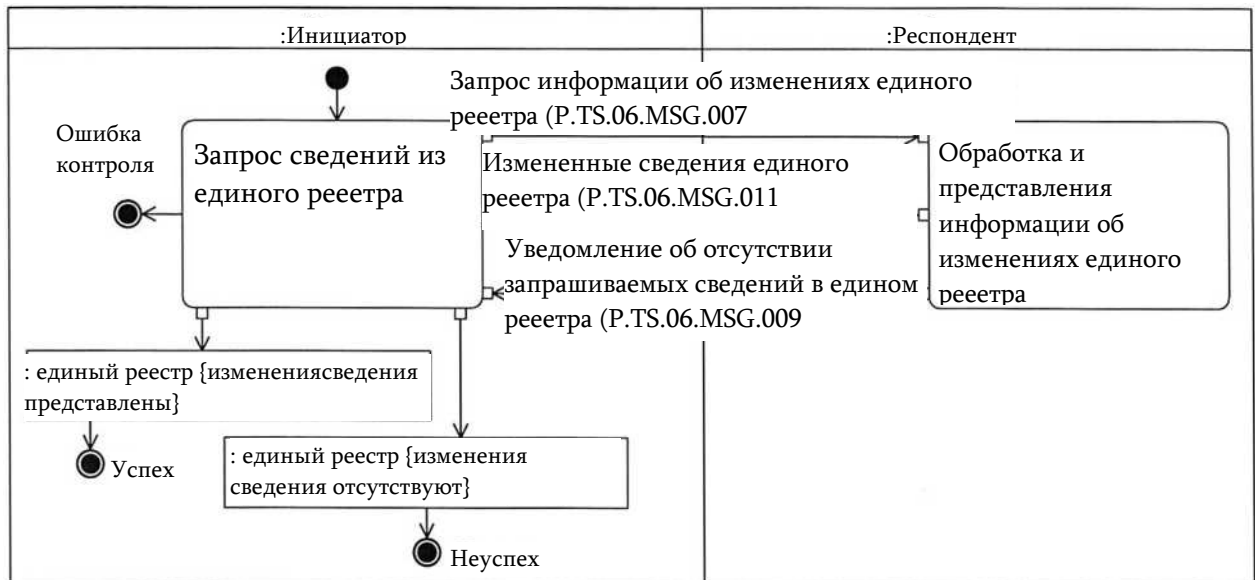 :Инициатор
:Респондент
Запрос информации об изменениях единого
рееетра (P.TS.06.MSG.007
Ошибка
контроля
Запрос сведений из
единого рееетра
Измененные сведения единого
рееетра (P.TS.06.MSG.011
Уведомление об отсутствии
запрашиваемых сведений в едином
рееетра (P.TS.06.MSG.009
Обработка и
представления
информации об
изменениях единого
рееетра
: единый реестр {изменениясведения
представлены}
Успех
: единый реестр {изменения
сведения отсутствуют}
Неуспех